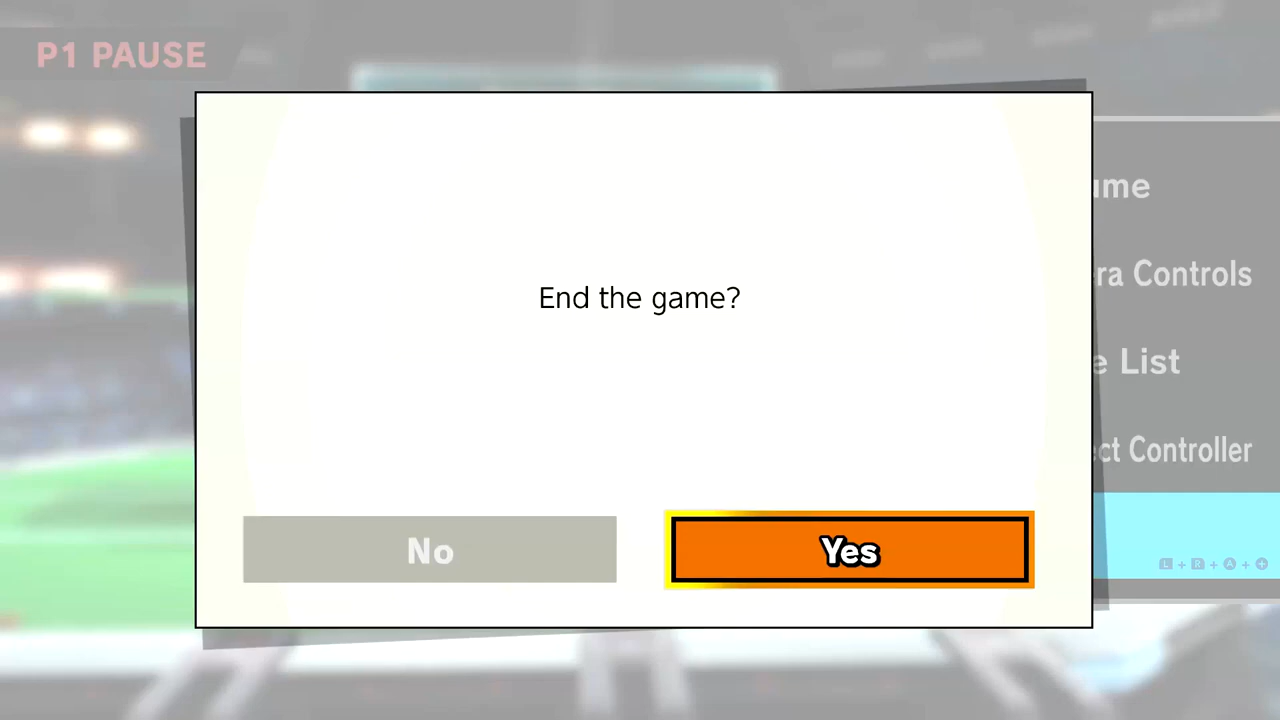 P1 PAUSE
End the game?
ume
ra Controls
e List
ct Controller
L + R + A + +
No
Yes